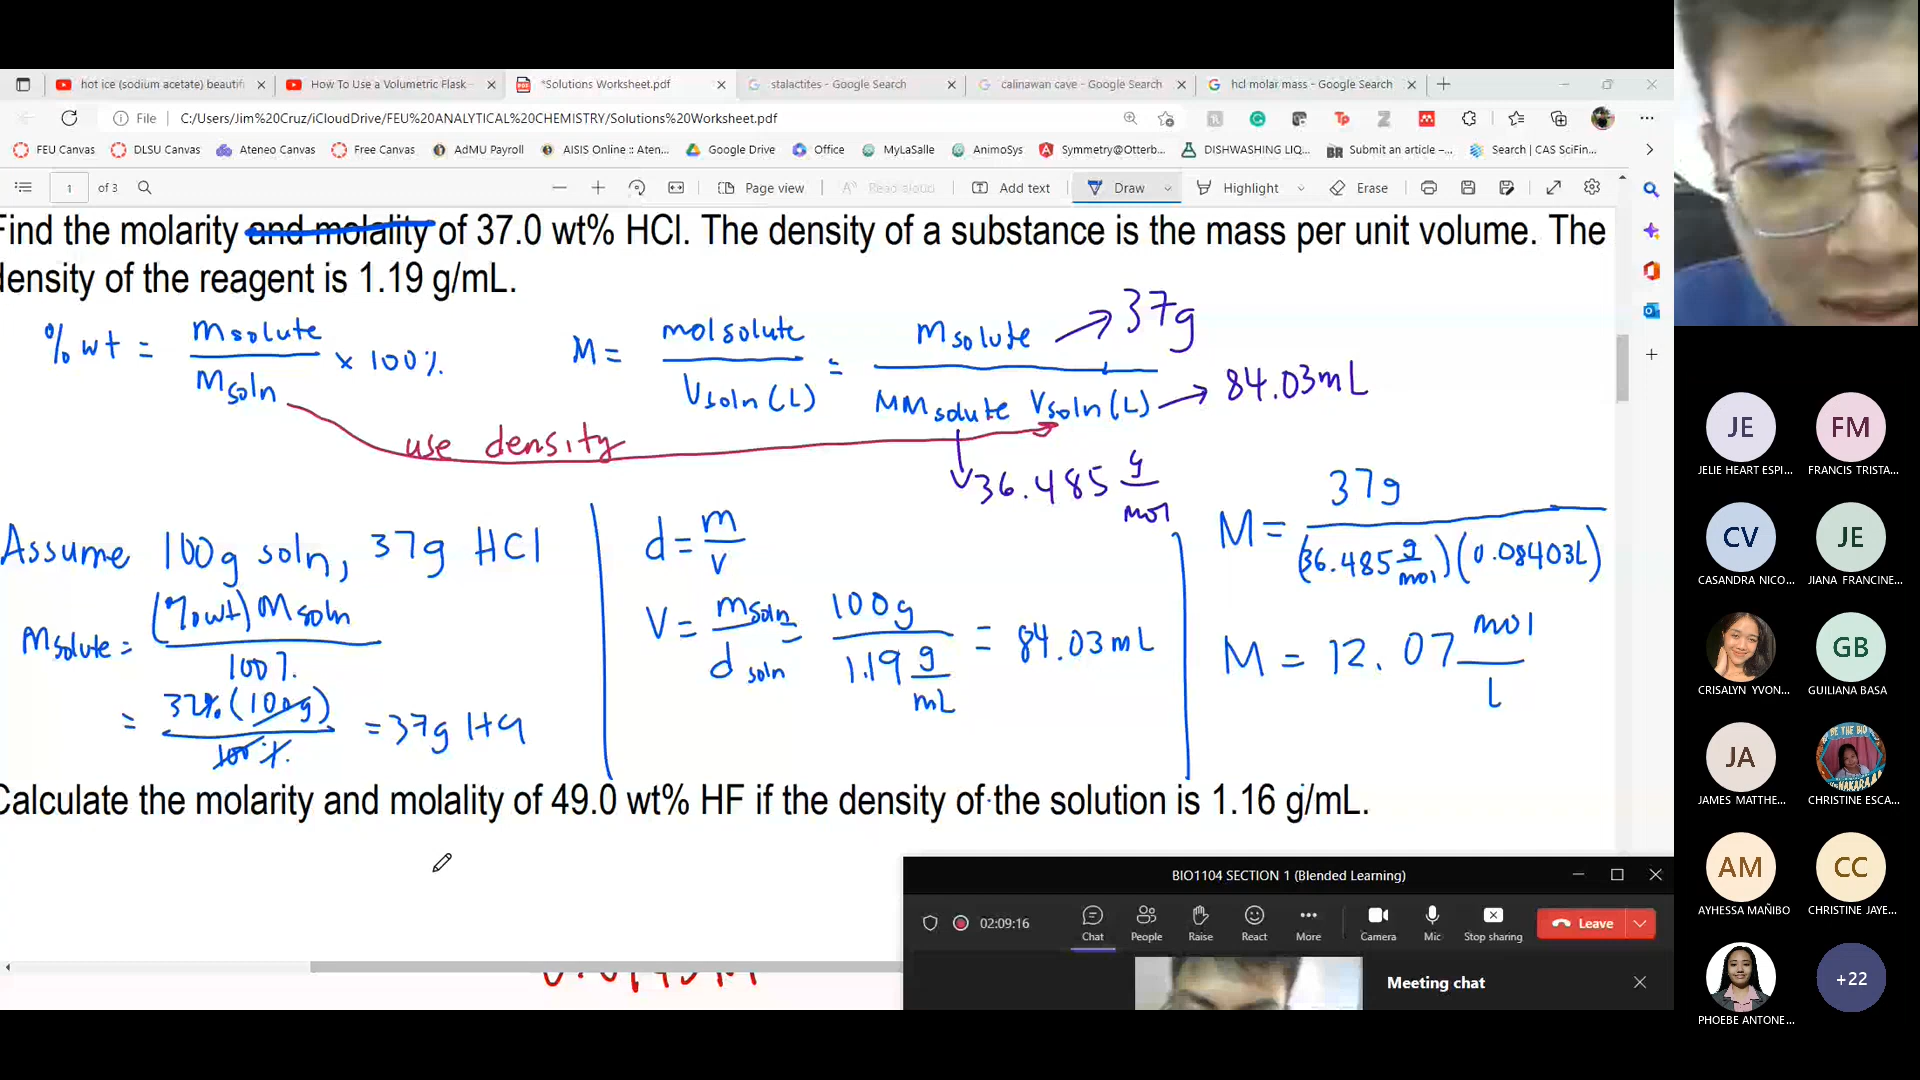 hot ice (sodium acetate) beautif
How To Use a Volumetric Flask -
*Solutions Worksheet.pdf
stalactites - Google Search
calinawan cave - Google Search
hcl molar mass - Google Search
File
C:/Users/Jim%20Cruz/iCloudDrive/FEU%20ANALYTICAL%20CHEMISTRY/Solutions%20Worksheet.pdf
FEU Canvas
DLSU Canvas
Ateneo Canvas
Free Canvas
AdMU Payroll
AISIS Online :: Aten...
Google Drive
Office
MyLaSalle
AnimoSys
Symmetry@Otterb...
DISHWASHING LIQ...
Submit an article –...
Search | CAS SciFin...
1 of 3
Page view
Read aloud
Add text
Draw
Highlight
Erase
Find the molarity and molality of 37.0 wt% HCl. The density of a substance is the mass per unit volume. The
density of the reagent is 1.19 g/mL.
% wt = msolute / msoln × 100%
M = mol solute / Vsoln (L) = msolute / MMsolute Vsoln (L)
37g
84.03 mL
use density
36.485 g/mol
Assume 100g soln, 37g HCl
msolute = (%wt) msoln / 100%
= 37% (100g) / 100% = 37g HCl
d = m/v
V = msoln / dsoln = 100g / 1.19 g/mL = 84.03 mL
M = 37g / (36.485 g/mol)(0.08403L)
M = 12.07 mol/L
Calculate the molarity and molality of 49.0 wt% HF if the density of the solution is 1.16 g/mL.
BIO1104 SECTION 1 (Blended Learning)
02:09:16
Chat
People
Raise
React
More
Camera
Mic
Stop sharing
Leave
Meeting chat
JE
JELIE HEART ESPI...
FM
FRANCIS TRISTA...
CV
CASANDRA NICO...
JE
JIANA FRANCINE...
CRISALYN YVON...
GB
GUILIANA BASA
JA
JAMES MATTHE...
CHRISTINE ESCA...
AM
AYHESSA MAÑIBO
CC
CHRISTINE JAYE...
PHOEBE ANTONE...
+22